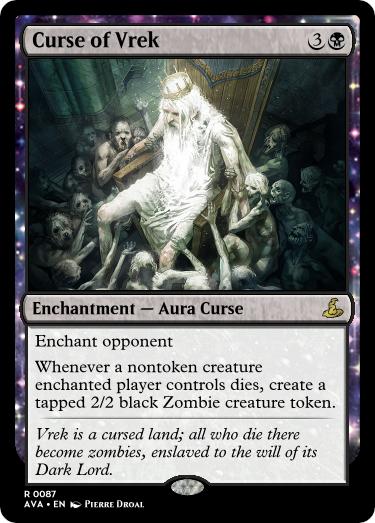 Curse of Vrek 3
Enchantment — Aura Curse
Enchant opponent
Whenever a nontoken creature
enchanted player controls dies, create a
tapped 2/2 black Zombie creature token.
Vrek is a cursed land; all who die there
become zombies, enslaved to the will of its
Dark Lord.
R 0087
AVA • EN Pierre Droal